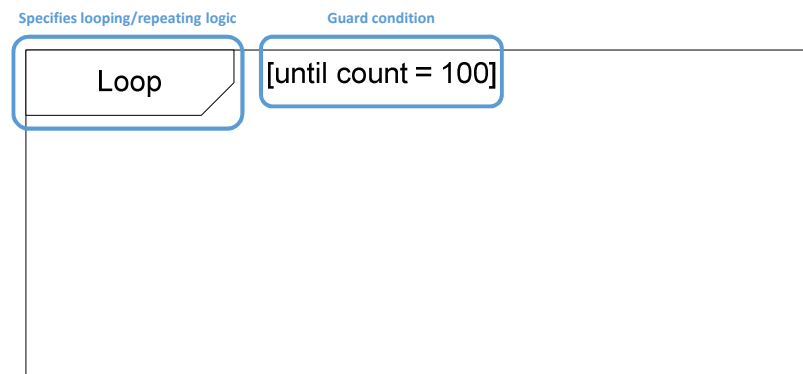 Specifies looping/repeating logic
Guard condition
Loop
[until count = 100]